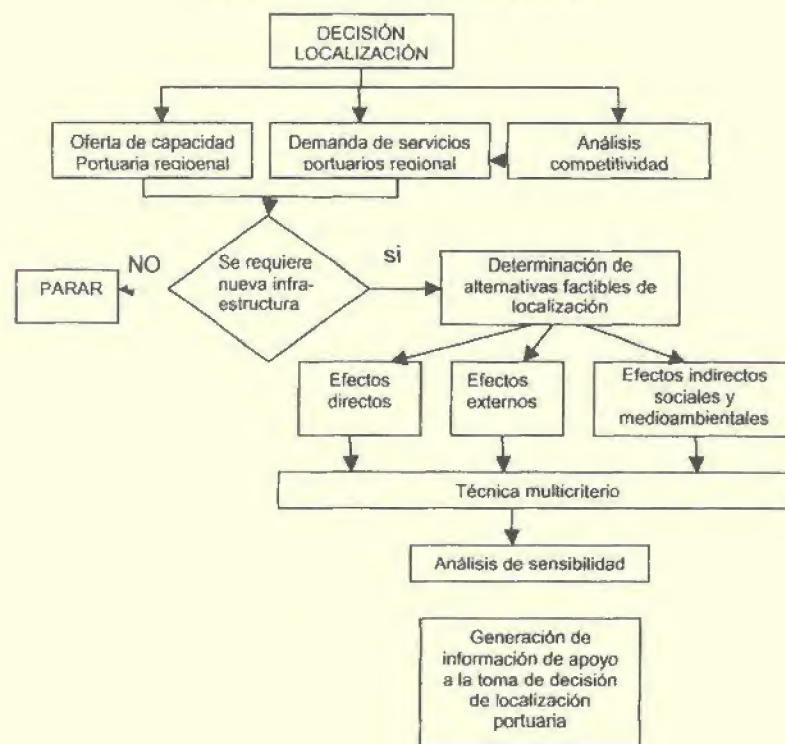 DECISIÓN
LOCALIZACIÓN
Oferta de capacidad
Portuaria regioenal
Demanda de servicios
portuarios regional
Análisis
competitividad
Se requiere
nueva infra-
estructura
NO
PARAR
si
Determinación de
alternativas factibles de
localización
Efectos
directos
Efectos
externos
Efectos indirectos
sociales y
medioambientales
Técnica multicriterio
Análisis de sensibilidad
Generación de
información de apoyo
a la toma de decisión
de localización
portuaria